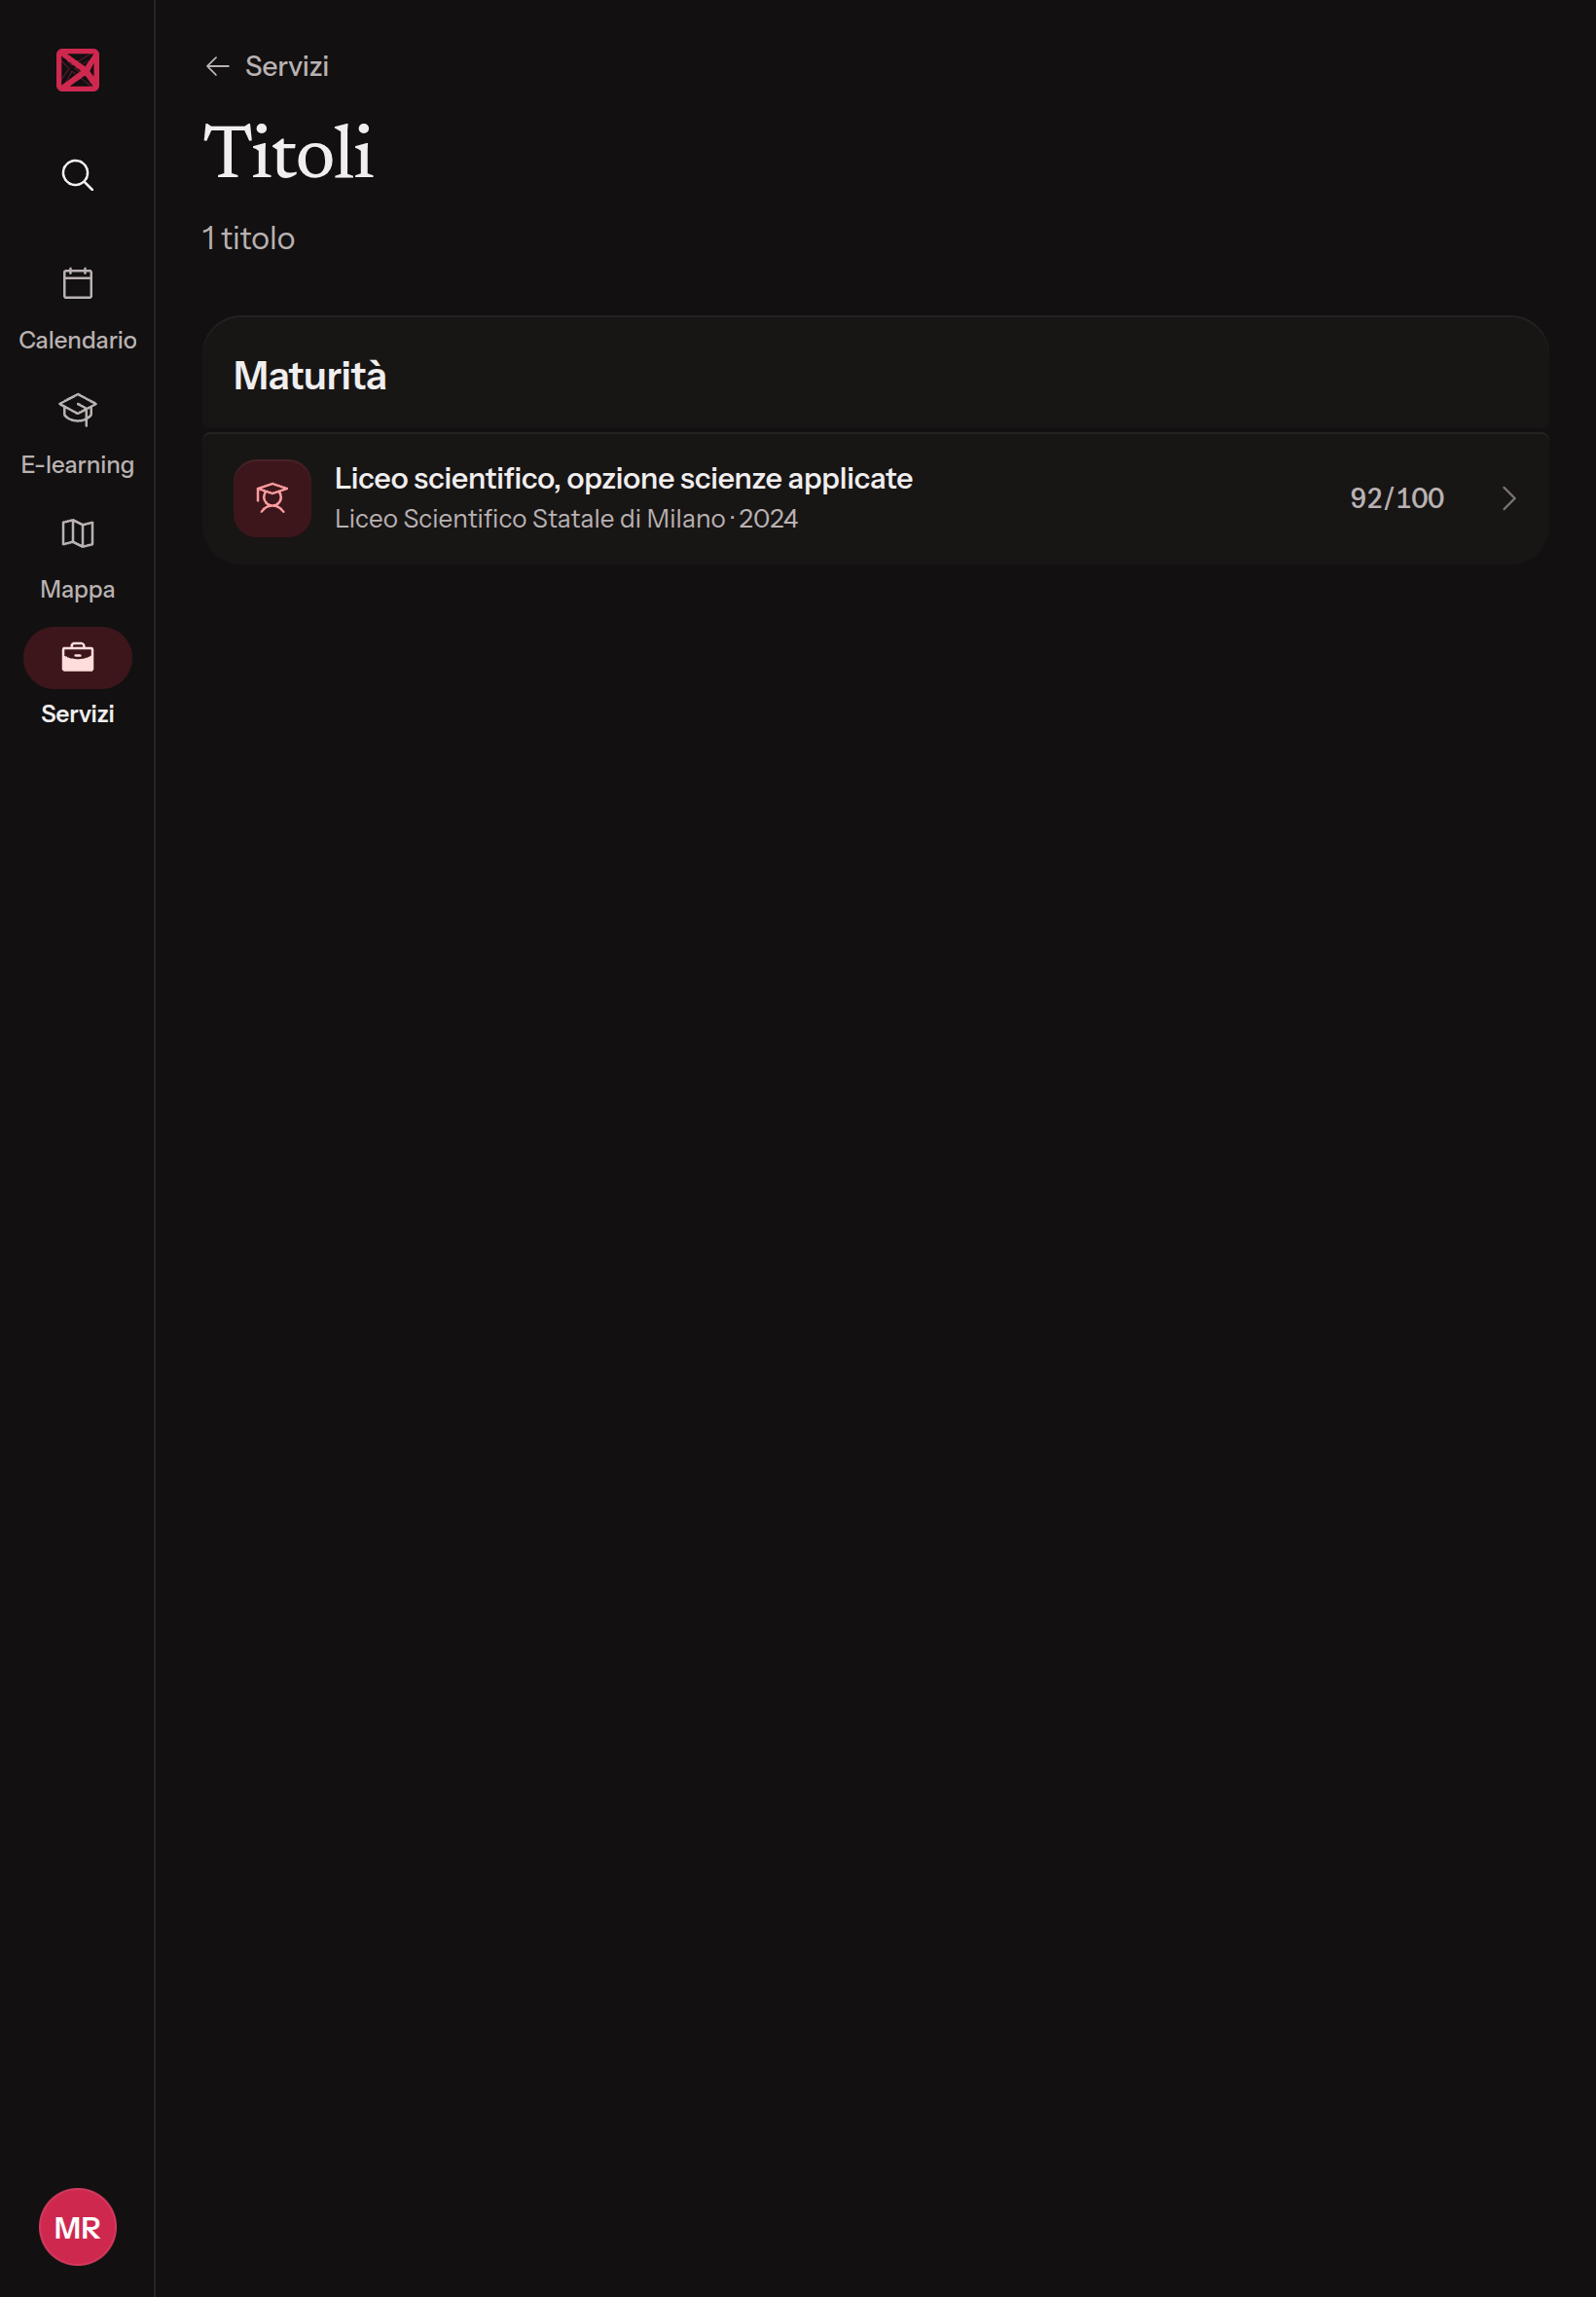 Servizi
Titoli
1 titolo
Calendario
E-learning
Mappa
Servizi
Maturità
Liceo scientifico, opzione scienze applicate
Liceo Scientifico Statale di Milano · 2024
92/100
MR